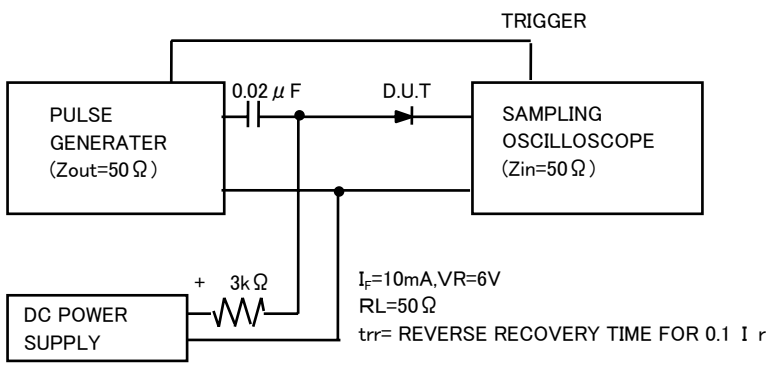 TRIGGER
0.02 μ F
D.U.T
PULSE
GENERATER
(Zout=50Ω)
SAMPLING
OSCILLOSCOPE
(Zin=50Ω)
+ 3kΩ
DC POWER
SUPPLY
IF=10mA,VR=6V
RL=50Ω
trr= REVERSE RECOVERY TIME FOR 0.1 I r